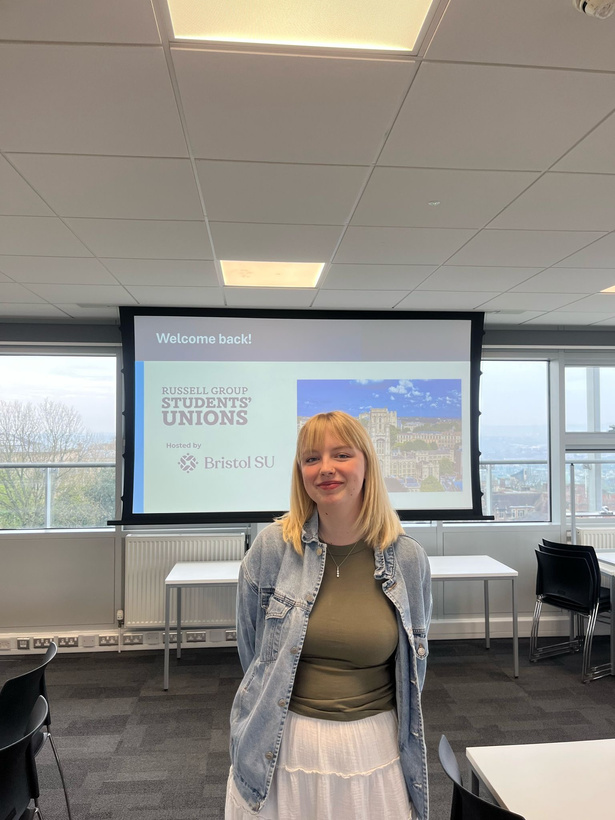 Welcome back!
RUSSELL GROUP
STUDENTS'
UNIONS
Hosted by
Bristol SU